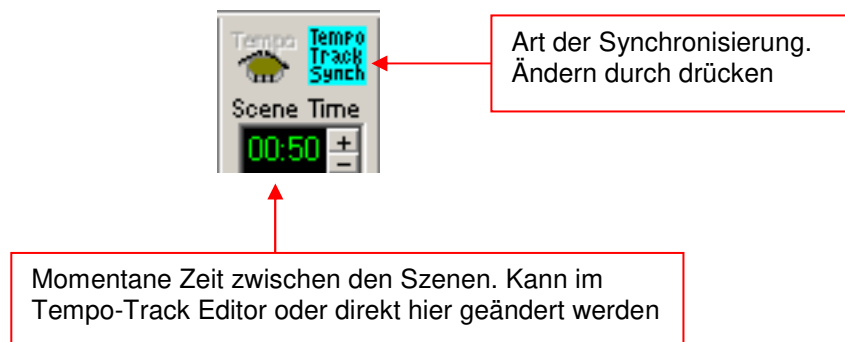 Tempo
Tempo
Track
Synch
Art der Synchronisierung.
Ändern durch drücken
Scene Time
00:50 + −
Momentane Zeit zwischen den Szenen. Kann im
Tempo-Track Editor oder direkt hier geändert werden